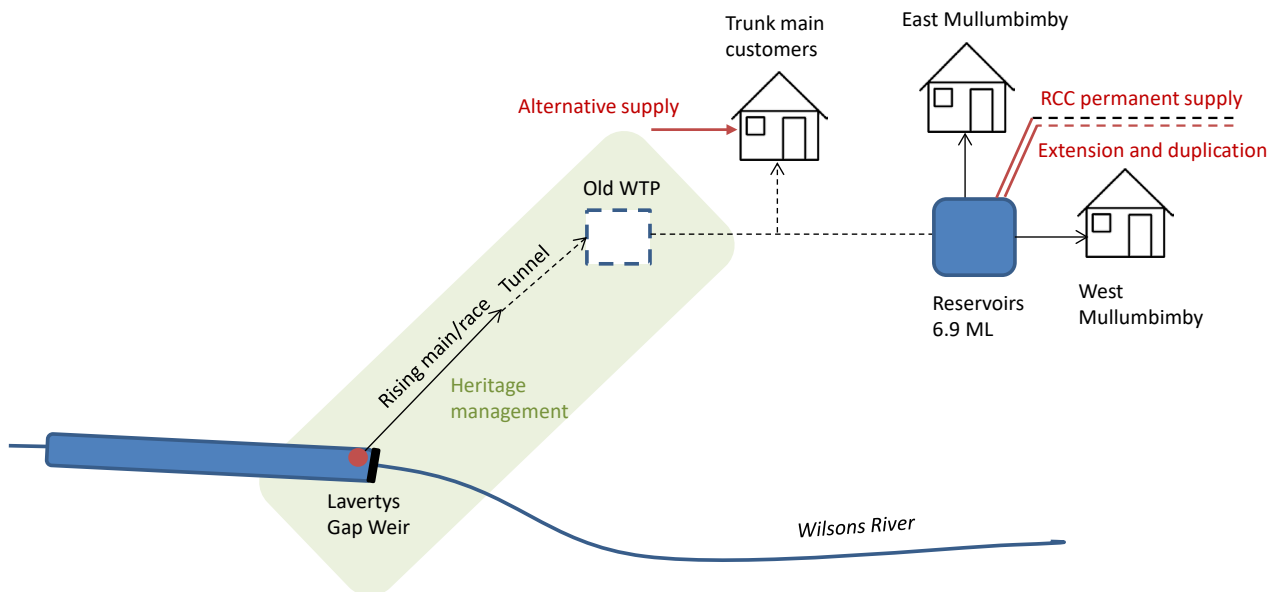 East Mullumbimby
Trunk main
customers
RCC permanent supply
Alternative supply
Extension and duplication
Old WTP
Tunnel
Rising main/race
Reservoirs
6.9 ML
West
Mullumbimby
Heritage
management
Lavertys
Gap Weir
Wilsons River